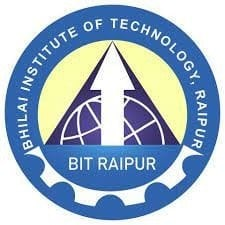 BHILAI INSTITUTE OF TECHNOLOGY, RAIPUR
BIT RAIPUR